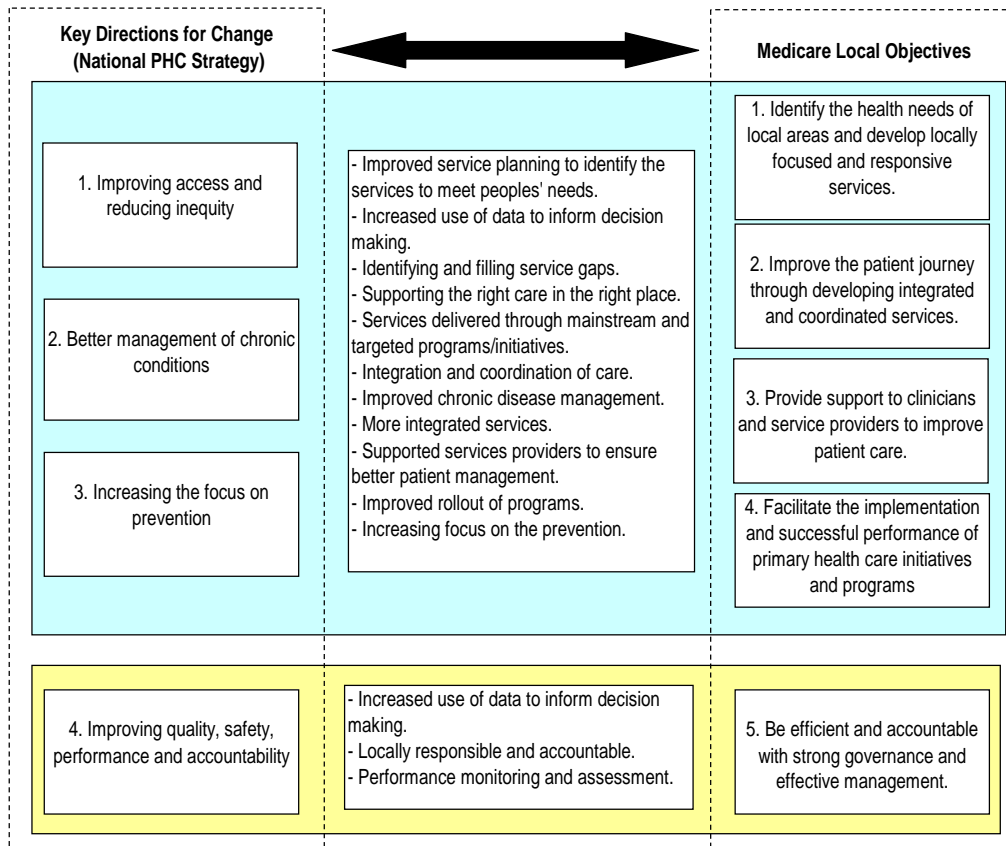 Key Directions for Change
(National PHC Strategy)
Medicare Local Objectives
1. Improving access and
reducing inequity
2. Better management of chronic
conditions
3. Increasing the focus on
prevention
- Improved service planning to identify the
services to meet peoples' needs.
- Increased use of data to inform decision
making.
- Identifying and filling service gaps.
- Supporting the right care in the right place.
- Services delivered through mainstream and
targeted programs/initiatives.
- Integration and coordination of care.
- Improved chronic disease management.
- More integrated services.
- Supported services providers to ensure
better patient management.
- Improved rollout of programs.
- Increasing focus on the prevention.
1. Identify the health needs of
local areas and develop locally
focused and responsive
services.
2. Improve the patient journey
through developing integrated
and coordinated services.
3. Provide support to clinicians
and service providers to improve
patient care.
4. Facilitate the implementation
and successful performance of
primary health care initiatives
and programs
4. Improving quality, safety,
performance and accountability
- Increased use of data to inform decision
making.
- Locally responsible and accountable.
- Performance monitoring and assessment.
5. Be efficient and accountable
with strong governance and
effective management.